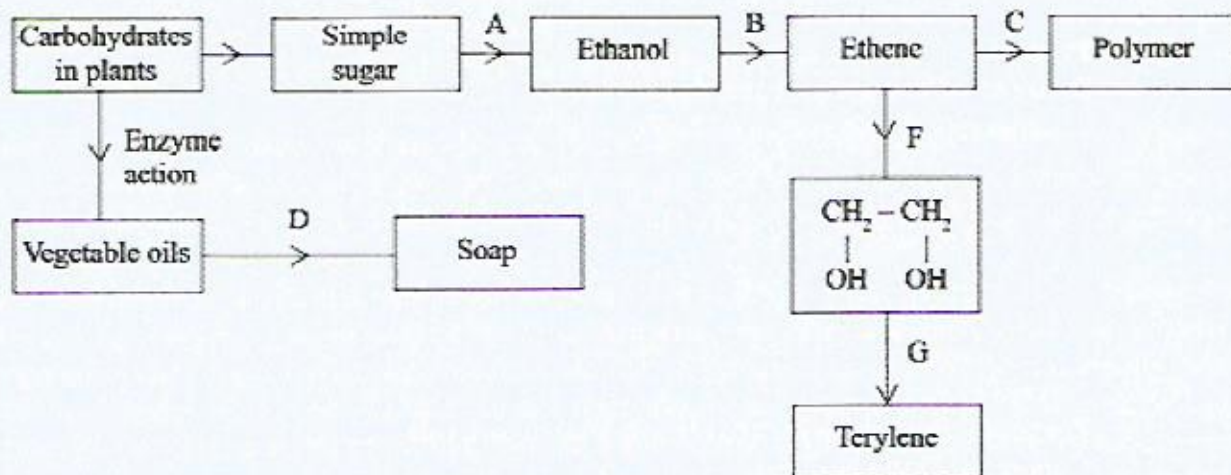 Carbohydrates
in plants
Simple
sugar
A
Ethanol
B
Ethene
C
Polymer
Enzyme
action
F
CH₂ – CH₂
OH OH
Vegetable oils
D
Soap
G
Terylene